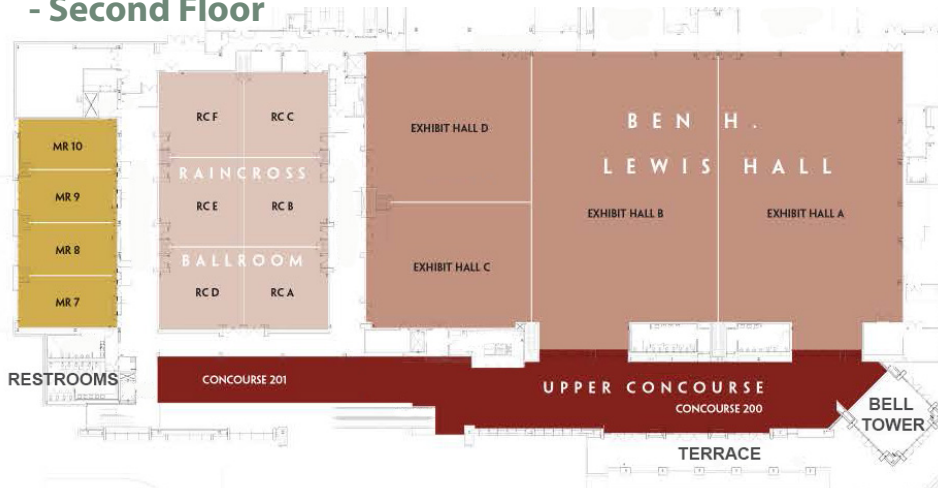 - Second Floor
MR 10
MR 9
MR 8
MR 7
RESTROOMS
RC F
RC C
RAINCROSS
RC E
RC B
BALLROOM
RC D
RC A
EXHIBIT HALL D
EXHIBIT HALL C
BEN H.
LEWIS HALL
EXHIBIT HALL B
EXHIBIT HALL A
CONCOURSE 201
UPPER CONCOURSE
CONCOURSE 200
BELL
TOWER
TERRACE